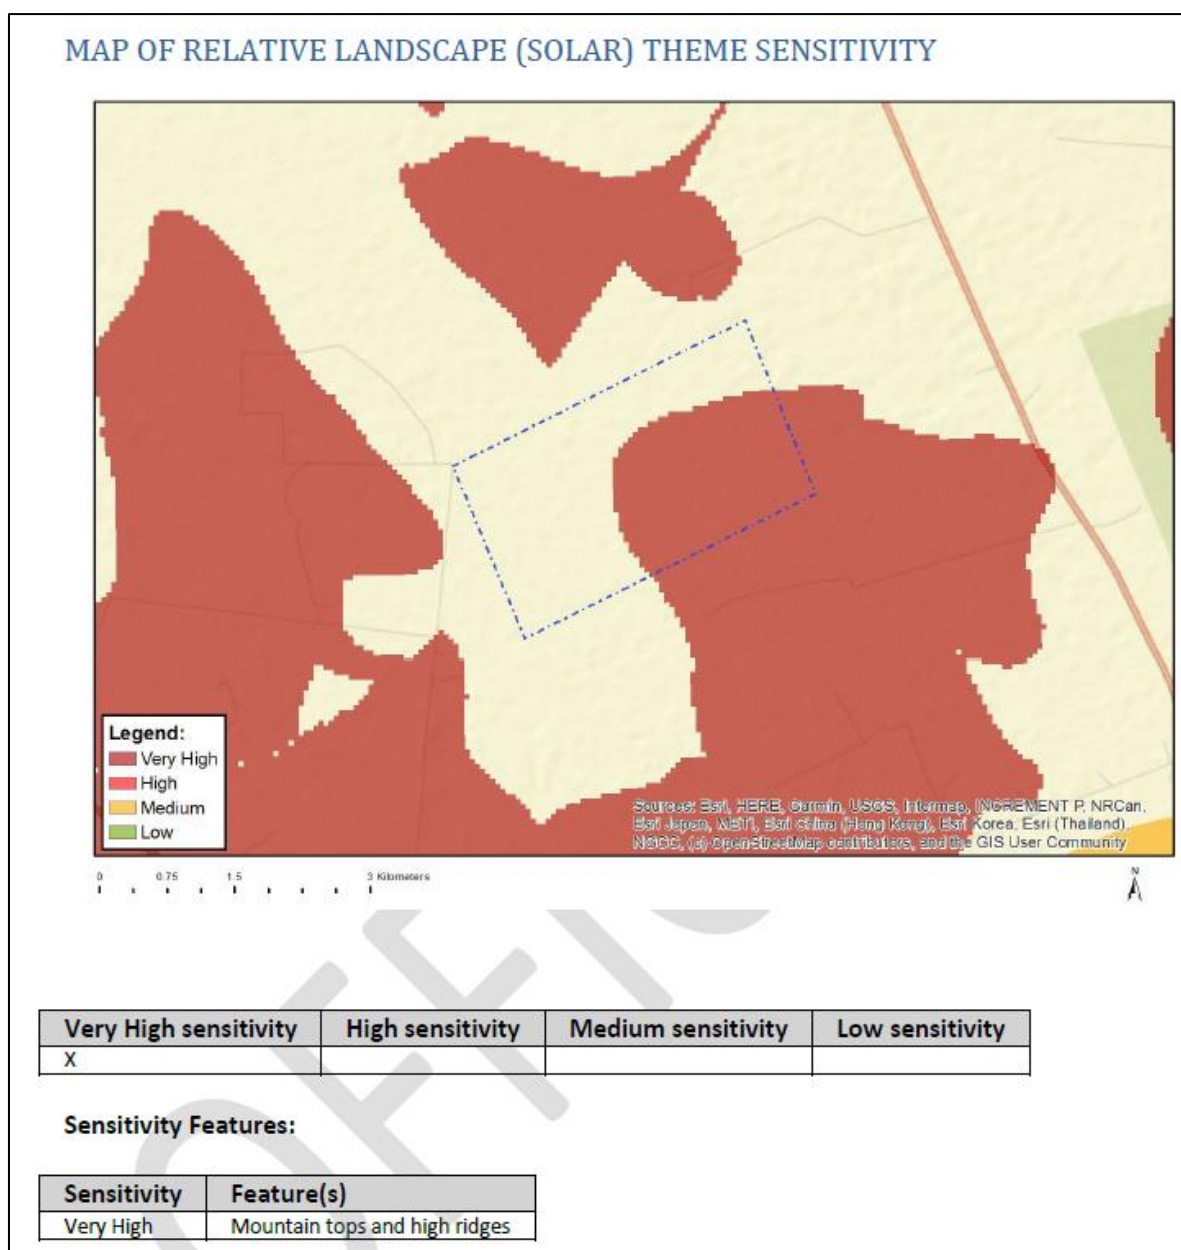 MAP OF RELATIVE LANDSCAPE (SOLAR) THEME SENSITIVITY
Legend:
Very High
High
Medium
Low
Sources: Esri, HERE, Garmin, USGS, Intermap, INCREMENT P, NRCan,
Esri Japan, METI, Esri China (Hong Kong), Esri Korea, Esri (Thailand),
NGCC, (c) OpenStreetMap contributors, and the GIS User Community
0 0.75 1.5 3 Kilometers
N
Very High sensitivity High sensitivity Medium sensitivity Low sensitivity
X
Sensitivity Features:
Sensitivity Feature(s)
Very High Mountain tops and high ridges